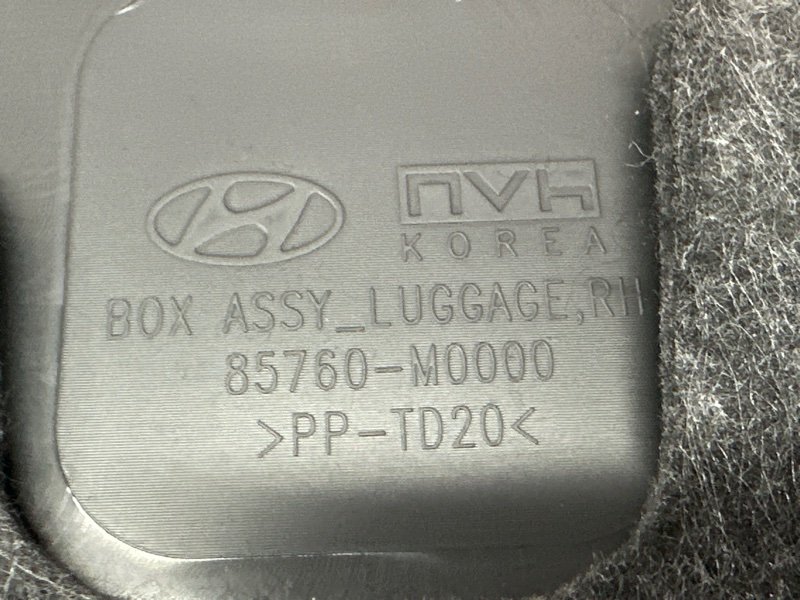 nVh
KOREA
BOX ASSY_LUGGAGE,RH
85760-M0000
>PP-TD20<